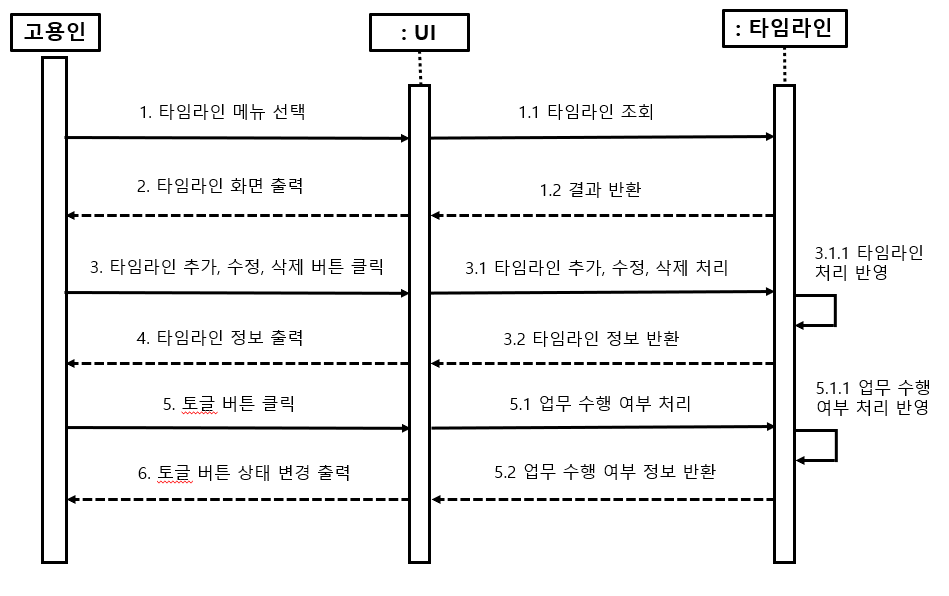 고용인
: UI
: 타임라인
1. 타임라인 메뉴 선택
1.1 타임라인 조회
2. 타임라인 화면 출력
1.2 결과 반환
3. 타임라인 추가, 수정, 삭제 버튼 클릭
3.1 타임라인 추가, 수정, 삭제 처리
3.1.1 타임라인
처리 반영
4. 타임라인 정보 출력
3.2 타임라인 정보 반환
5. 토글 버튼 클릭
5.1 업무 수행 여부 처리
5.1.1 업무 수행
여부 처리 반영
6. 토글 버튼 상태 변경 출력
5.2 업무 수행 여부 정보 반환